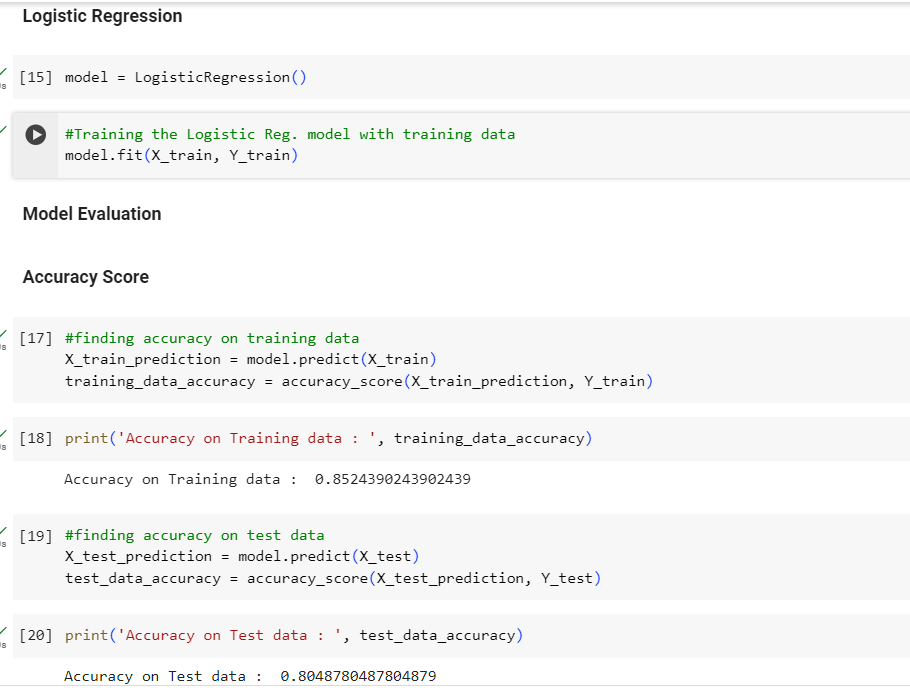 Logistic Regression
[15] model = LogisticRegression()
#Training the Logistic Reg. model with training data
model.fit(X_train, Y_train)
Model Evaluation
Accuracy Score
[17] #finding accuracy on training data
X_train_prediction = model.predict(X_train)
training_data_accuracy = accuracy_score(X_train_prediction, Y_train)
[18] print('Accuracy on Training data : ', training_data_accuracy)
Accuracy on Training data :  0.8524390243902439
[19] #finding accuracy on test data
X_test_prediction = model.predict(X_test)
test_data_accuracy = accuracy_score(X_test_prediction, Y_test)
[20] print('Accuracy on Test data : ', test_data_accuracy)
Accuracy on Test data :  0.8048780487804879